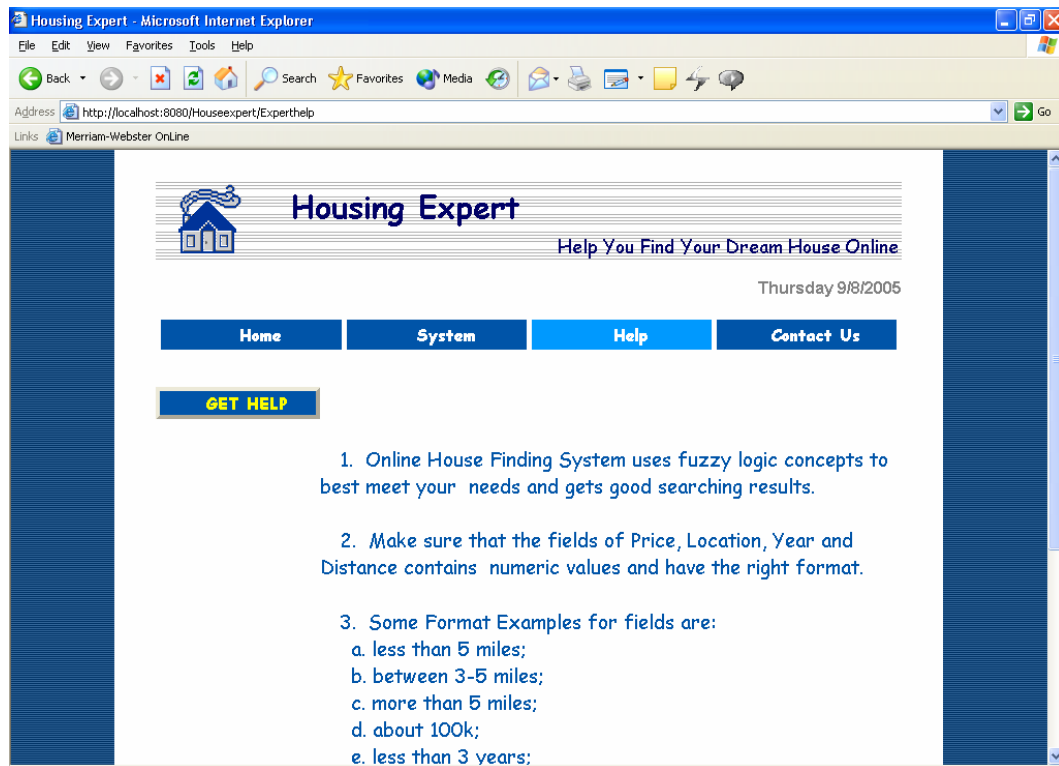 Housing Expert - Microsoft Internet Explorer
File Edit View Favorites Tools Help
Back Search Favorites Media
Address http://localhost:8080/Houseexpert/Experthelp Go
Links Merriam-Webster OnLine
Housing Expert
Help You Find Your Dream House Online
Thursday 9/8/2005
Home System Help Contact Us
GET HELP
1. Online House Finding System uses fuzzy logic concepts to
best meet your needs and gets good searching results.
2. Make sure that the fields of Price, Location, Year and
Distance contains numeric values and have the right format.
3. Some Format Examples for fields are:
a. less than 5 miles;
b. between 3-5 miles;
c. more than 5 miles;
d. about 100k;
e. less than 3 years;